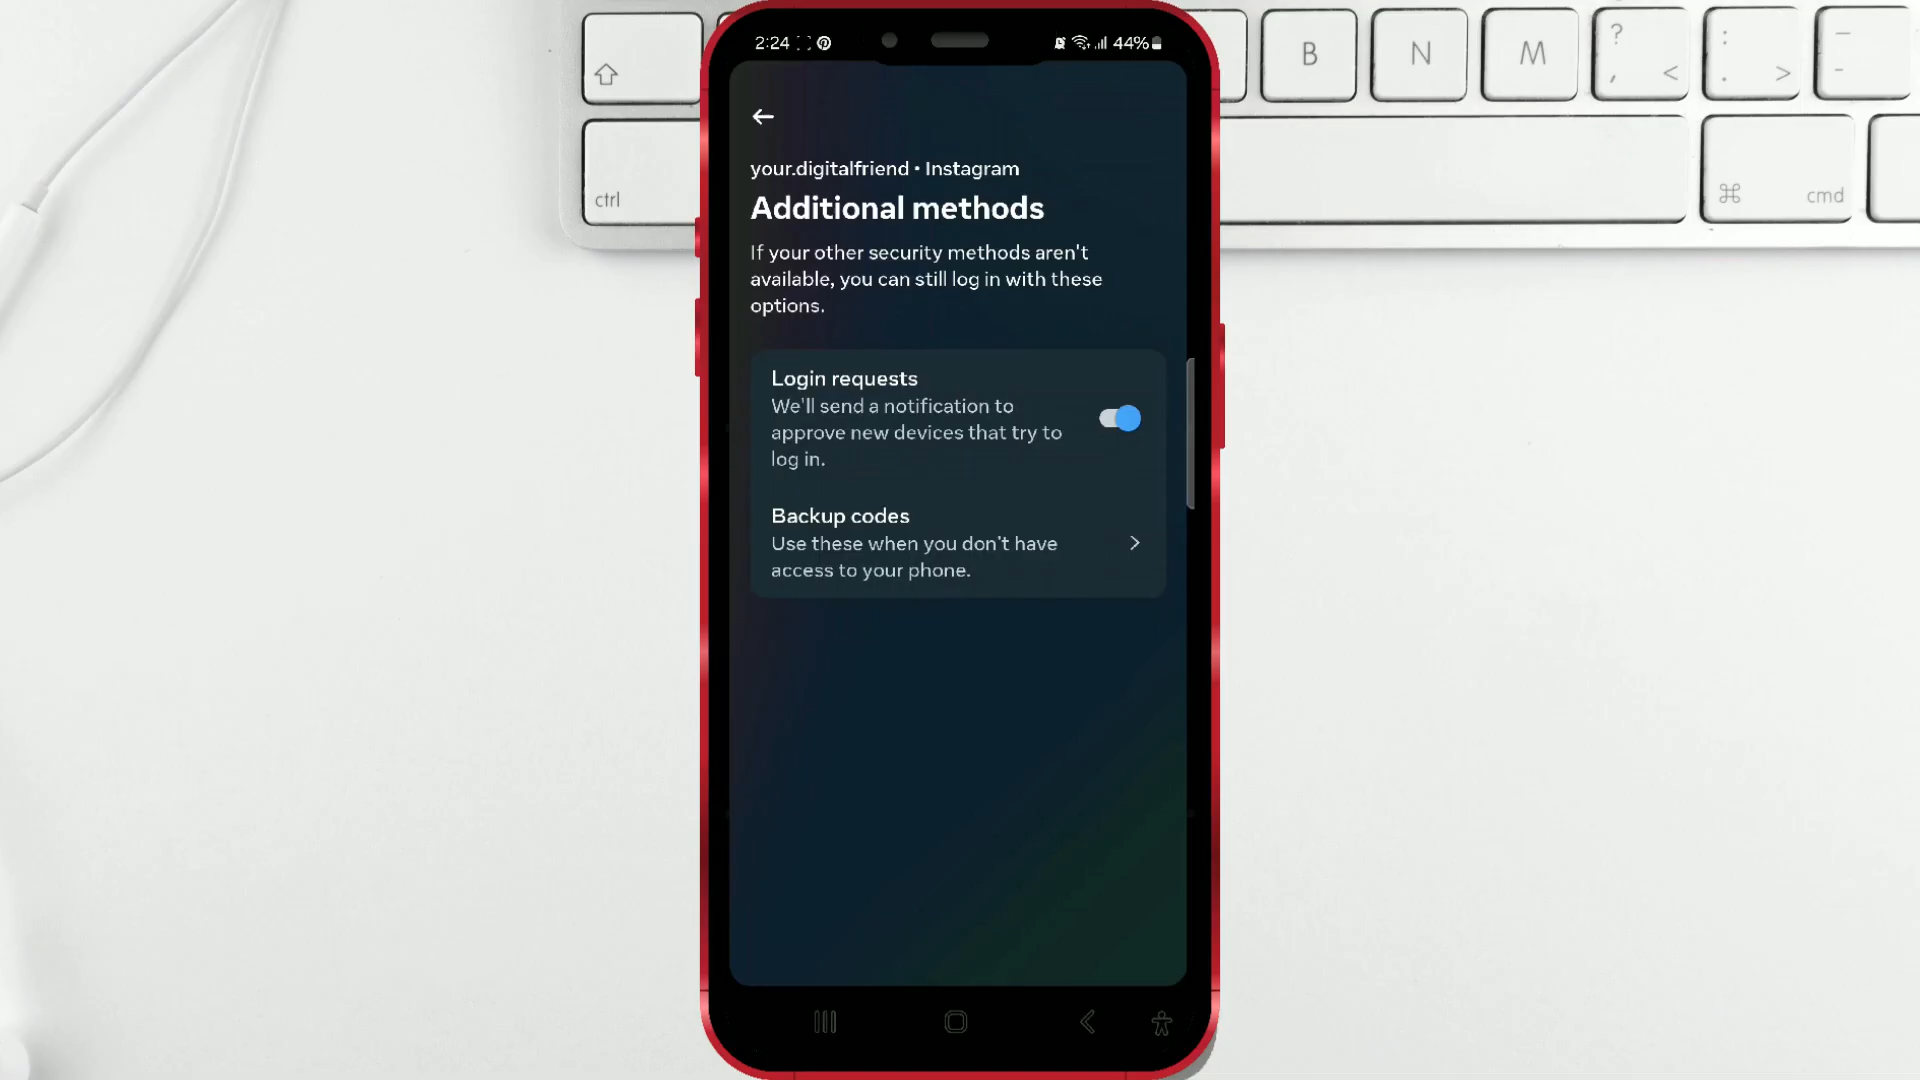 2:24
44%
your.digitalfriend • Instagram
Additional methods
If your other security methods aren't
available, you can still log in with these
options.
Login requests
We'll send a notification to
approve new devices that try to
log in.
Backup codes
Use these when you don't have
access to your phone.
B
N
M
? , <
: . >
— -
ctrl
⌘ cmd